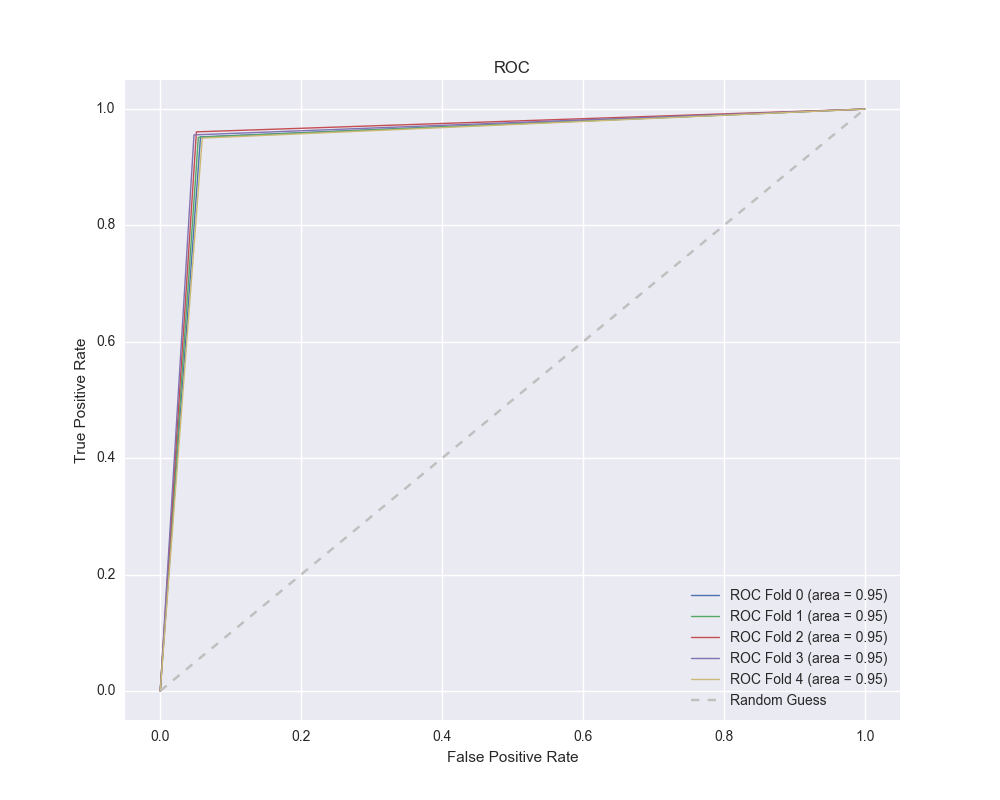 ROC
1.0
0.8
0.6
0.4
0.2
0.0
True Positive Rate
0.0 0.2 0.4 0.6 0.8 1.0
False Positive Rate
ROC Fold 0 (area = 0.95)
ROC Fold 1 (area = 0.95)
ROC Fold 2 (area = 0.95)
ROC Fold 3 (area = 0.95)
ROC Fold 4 (area = 0.95)
Random Guess